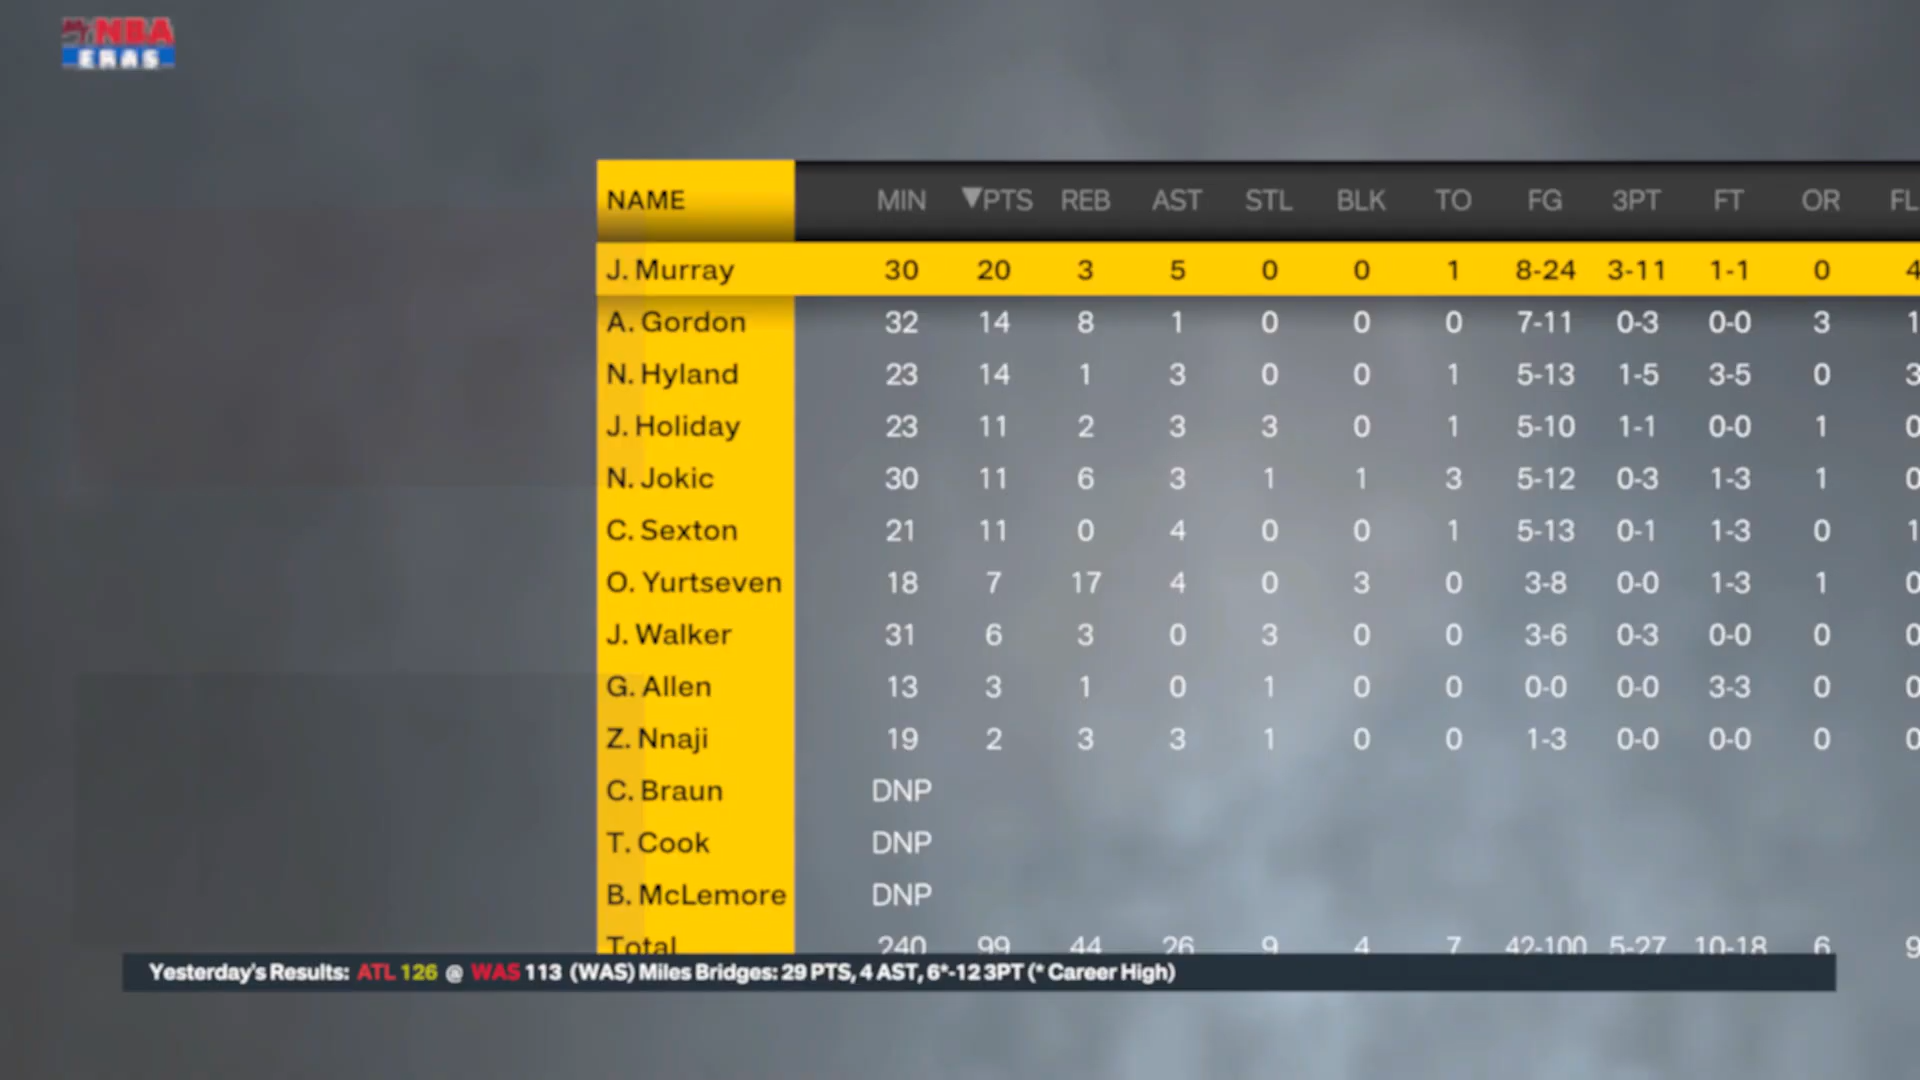 MyNBA
ERAS
NAME MIN ▼PTS REB AST STL BLK TO FG 3PT FT OR FL
J. Murray 30 20 3 5 0 0 1 8-24 3-11 1-1 0 4
A. Gordon 32 14 8 1 0 0 0 7-11 0-3 0-0 3 1
N. Hyland 23 14 1 3 0 0 1 5-13 1-5 3-5 0 3
J. Holiday 23 11 2 3 3 0 1 5-10 1-1 0-0 1 0
N. Jokic 30 11 6 3 1 1 3 5-12 0-3 1-3 1 0
C. Sexton 21 11 0 4 0 0 1 5-13 0-1 1-3 0 1
O. Yurtseven 18 7 17 4 0 3 0 3-8 0-0 1-3 1 0
J. Walker 31 6 3 0 3 0 0 3-6 0-3 0-0 0 0
G. Allen 13 3 1 0 1 0 0 0-0 0-0 3-3 0 0
Z. Nnaji 19 2 3 3 1 0 0 1-3 0-0 0-0 0 0
C. Braun DNP
T. Cook DNP
B. McLemore DNP
Total 240 99 44 26 9 4 7 42-100 5-27 10-18 6 9
Yesterday's Results: ATL 126 @ WAS 113 (WAS) Miles Bridges: 29 PTS, 4 AST, 6*-12 3PT (* Career High)